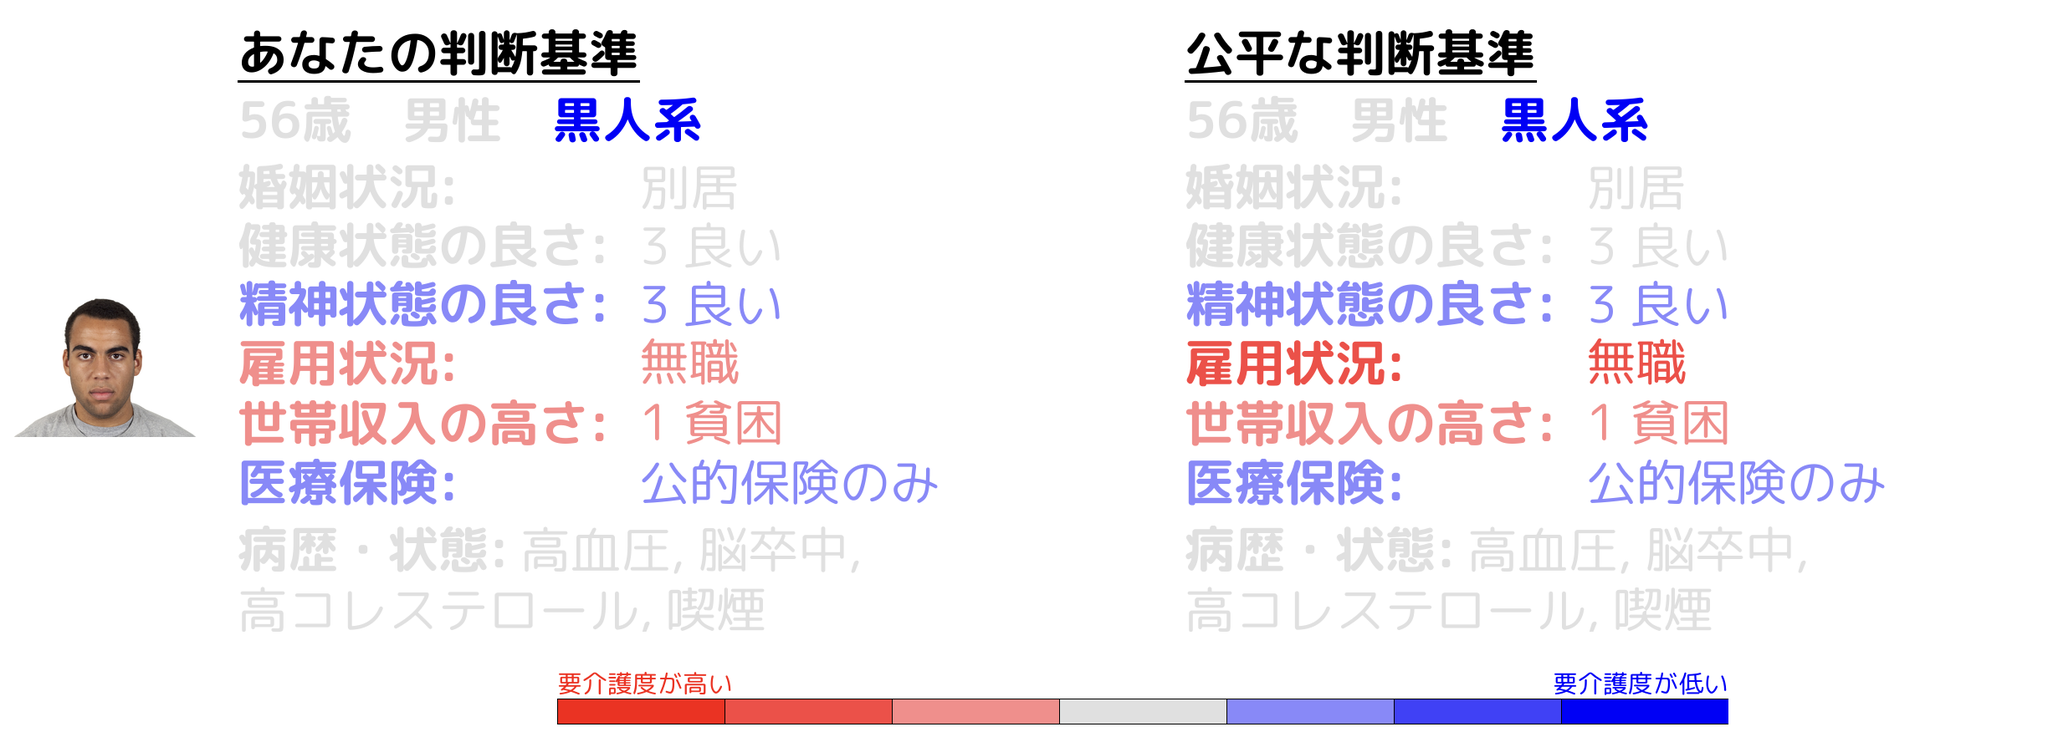 あなたの判断基準
56歳 男性 黒人系
婚姻状況: 別居
健康状態の良さ: 3 良い
精神状態の良さ: 3 良い
雇用状況: 無職
世帯収入の高さ: 1 貧困
医療保険: 公的保険のみ
病歴・状態: 高血圧, 脳卒中,
高コレステロール, 喫煙
公平な判断基準
56歳 男性 黒人系
婚姻状況: 別居
健康状態の良さ: 3 良い
精神状態の良さ: 3 良い
雇用状況: 無職
世帯収入の高さ: 1 貧困
医療保険: 公的保険のみ
病歴・状態: 高血圧, 脳卒中,
高コレステロール, 喫煙
要介護度が高い
要介護度が低い